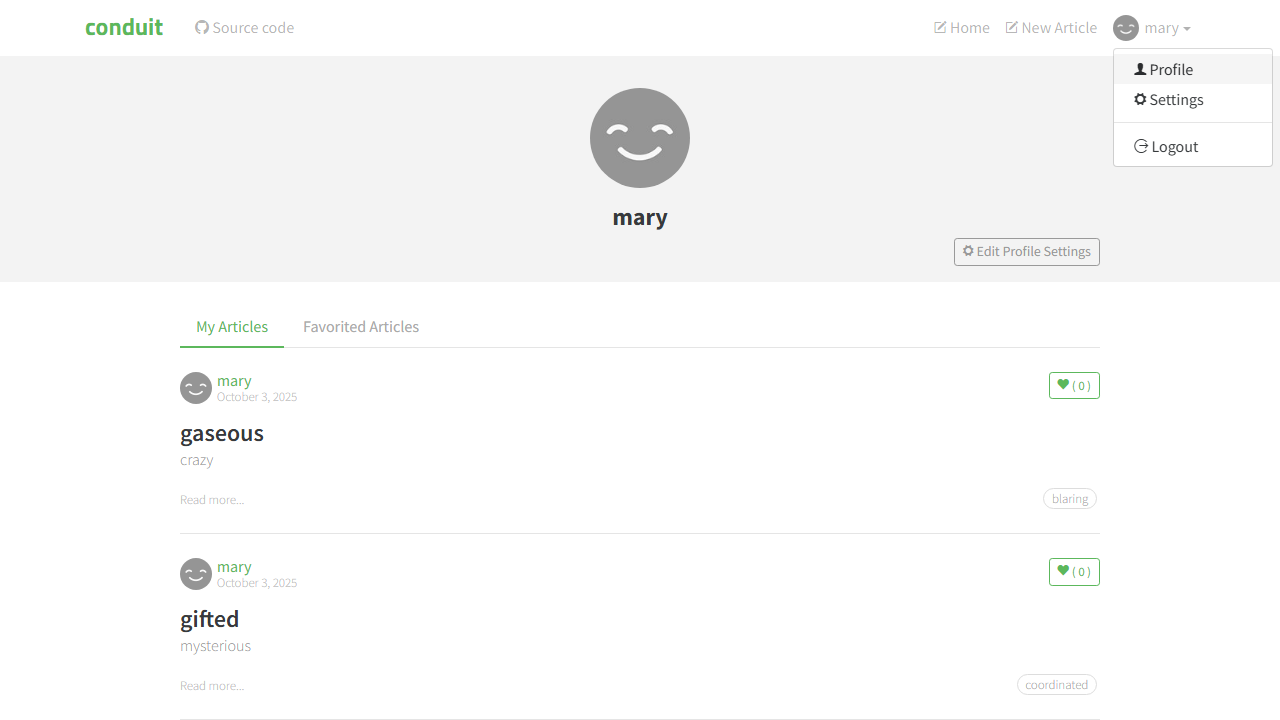 conduit Source code Home New Article mary
Profile
Settings
Logout
mary
Edit Profile Settings
My Articles Favorited Articles
mary
October 3, 2025
( 0 )
gaseous
crazy
Read more...
blaring
mary
October 3, 2025
( 0 )
gifted
mysterious
Read more...
coordinated